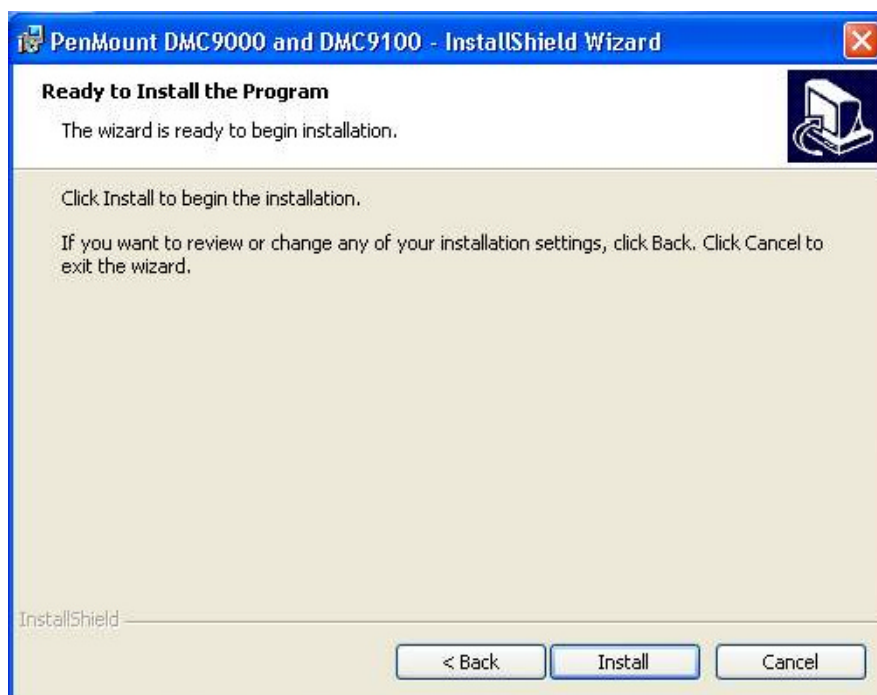 PenMount DMC9000 and DMC9100 - InstallShield Wizard
Ready to Install the Program
The wizard is ready to begin installation.
Click Install to begin the installation.
If you want to review or change any of your installation settings, click Back. Click Cancel to
exit the wizard.
InstallShield
< Back Install Cancel